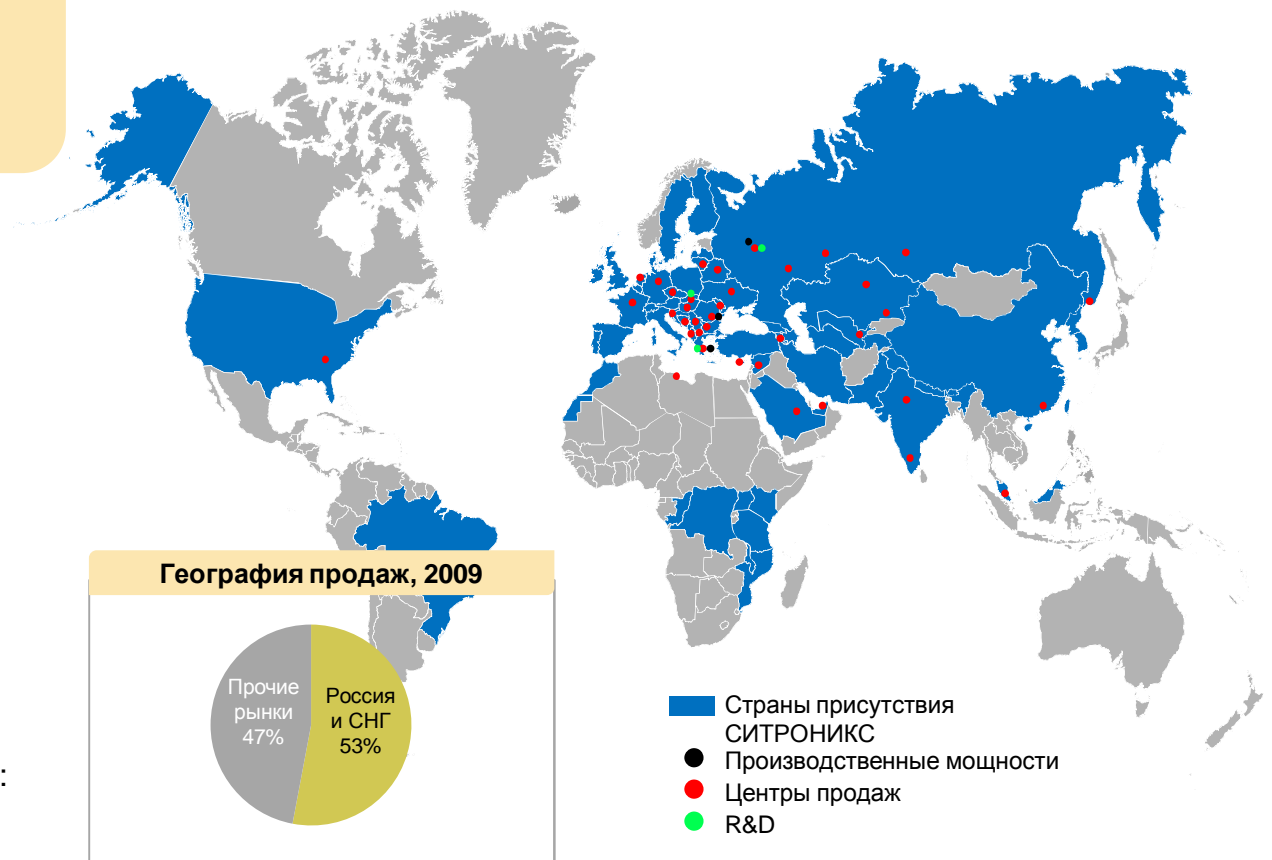 География продаж, 2009
Прочие
рынки
47%
Россия
и СНГ
53%
:
Страны присутствия
СИТРОНИКС
Производственные мощности
Центры продаж
R&D